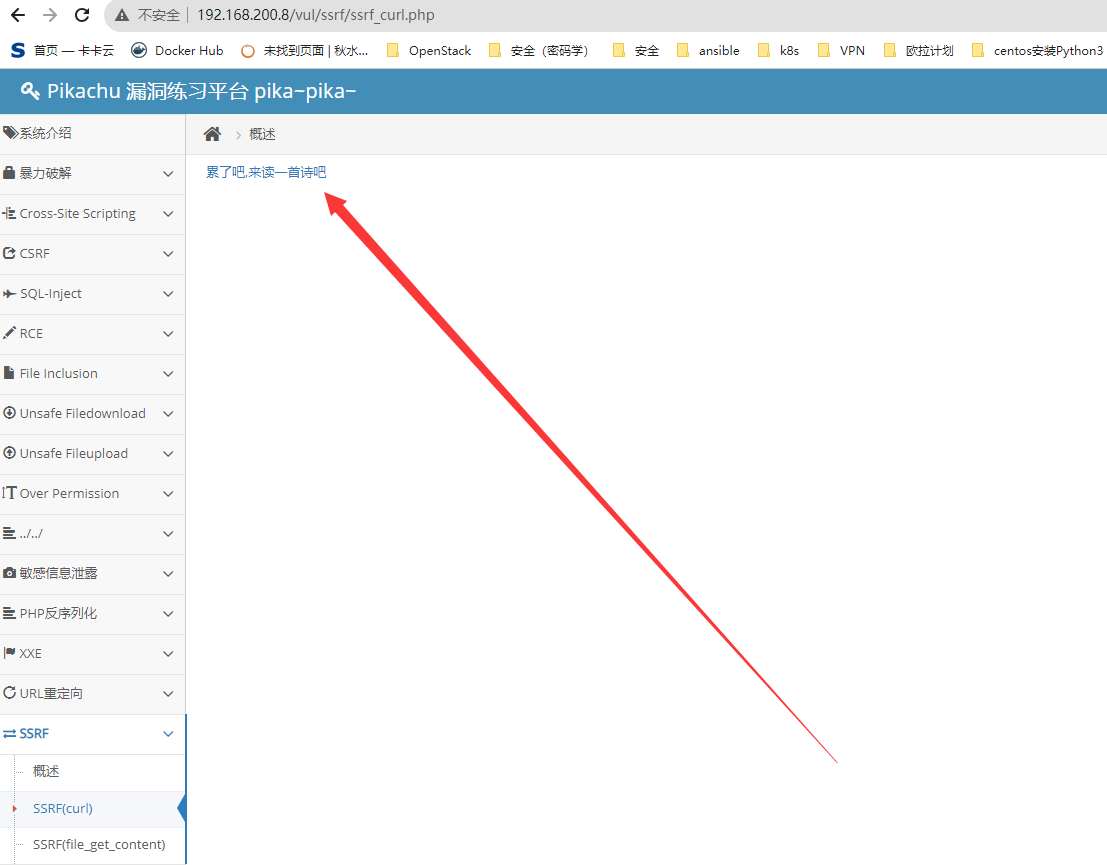 不安全 192.168.200.8/vul/ssrf/ssrf_curl.php
S 首页 — 卡卡云 Docker Hub 未找到页面 | 秋水... OpenStack 安全（密码学） 安全 ansible k8s VPN 欧拉计划 centos安装Python3
Pikachu 漏洞练习平台 pika~pika~
系统介绍
概述
累了吧,来读一首诗吧
暴力破解
Cross-Site Scripting
CSRF
SQL-Inject
RCE
File Inclusion
Unsafe Filedownload
Unsafe Fileupload
Over Permission
../../
敏感信息泄露
PHP反序列化
XXE
URL重定向
SSRF
概述
SSRF(curl)
SSRF(file_get_content)